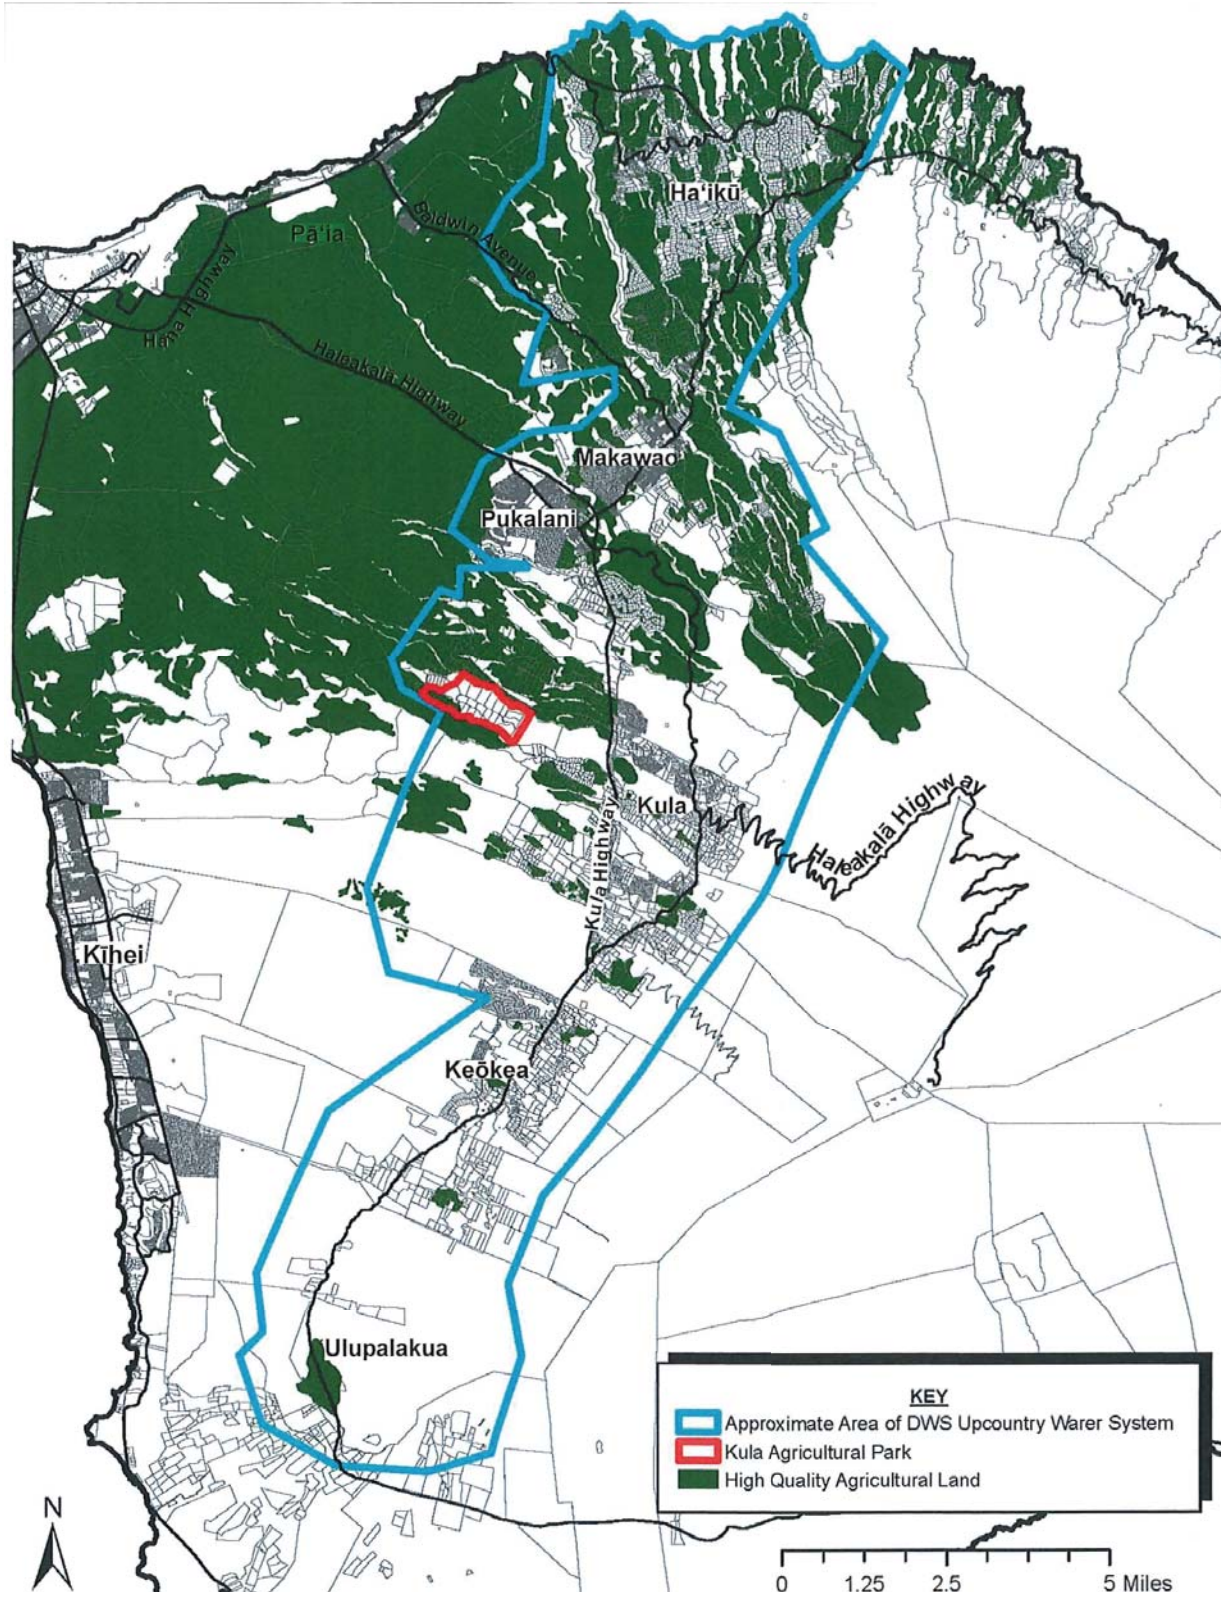 Ha'ikū
Baldwin Avenue
Pā'ia
Hana Highway
Haleakalā Highway
Makawao
Pukalani
Kula
Haleakalā Highway
Kula Highway
Kīhei
Keōkea
'Ulupalakua
KEY
Approximate Area of DWS Upcountry Warer System
Kula Agricultural Park
High Quality Agricultural Land
N
0 1.25 2.5 5 Miles